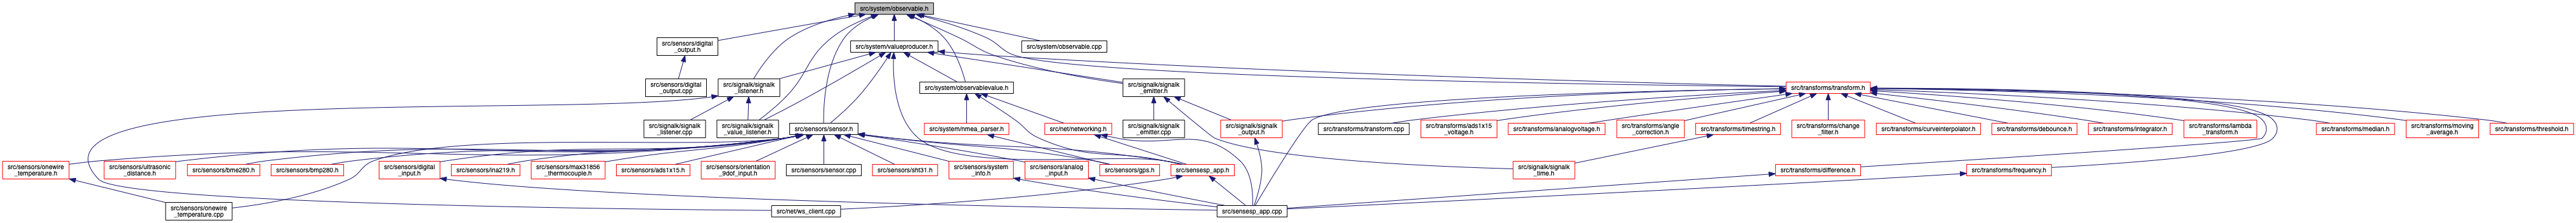 src/system/observable.h
src/sensors/digital
_output.h
src/system/valueproducer.h
src/system/observable.cpp
src/sensors/digital
_output.cpp
src/signalk/signalk
_listener.h
src/system/observablevalue.h
src/signalk/signalk
_emitter.h
src/transforms/transform.h
src/signalk/signalk
_listener.cpp
src/signalk/signalk
_value_listener.h
src/sensors/sensor.h
src/system/nmea_parser.h
src/net/networking.h
src/signalk/signalk
_emitter.cpp
src/signalk/signalk
_output.h
src/transforms/transform.cpp
src/transforms/ads1x15
_voltage.h
src/transforms/analogvoltage.h
src/transforms/angle
_correction.h
src/transforms/timestring.h
src/transforms/change
_filter.h
src/transforms/curveinterpolator.h
src/transforms/debounce.h
src/transforms/integrator.h
src/transforms/lambda
_transform.h
src/transforms/median.h
src/transforms/moving
_average.h
src/transforms/threshold.h
src/sensors/onewire
_temperature.h
src/sensors/ultrasonic
_distance.h
src/sensors/bme280.h
src/sensors/bmp280.h
src/sensors/digital
_input.h
src/sensors/ina219.h
src/sensors/max31856
_thermocouple.h
src/sensors/ads1x15.h
src/sensors/orientation
_9dof_input.h
src/sensors/sensor.cpp
src/sensors/sht31.h
src/sensors/system
_info.h
src/sensors/analog
_input.h
src/sensors/gps.h
src/sensesp_app.h
src/signalk/signalk
_time.h
src/transforms/difference.h
src/transforms/frequency.h
src/sensors/onewire
_temperature.cpp
src/net/ws_client.cpp
src/sensesp_app.cpp